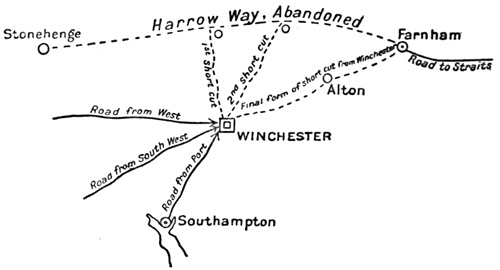 Harrow Way, Abandoned
Stonehenge
Farnham
1st Short cut
2nd Short cut
Final form of short cut from Winchester
Road to Straits
Alton
Road from West
WINCHESTER
Road from South West
Road from Port
Southampton